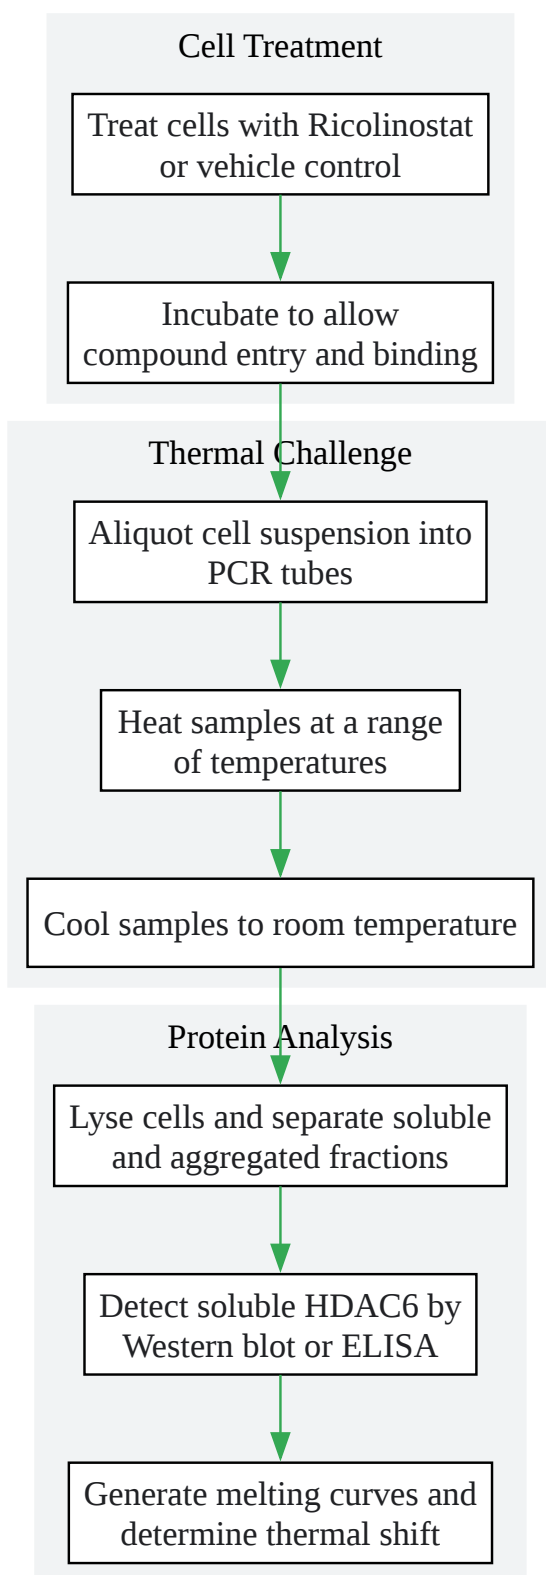 Cell Treatment
Treat cells with Ricolinostat
or vehicle control
Incubate to allow
compound entry and binding
Thermal Challenge
Aliquot cell suspension into
PCR tubes
Heat samples at a range
of temperatures
Cool samples to room temperature
Protein Analysis
Lyse cells and separate soluble
and aggregated fractions
Detect soluble HDAC6 by
Western blot or ELISA
Generate melting curves and
determine thermal shift